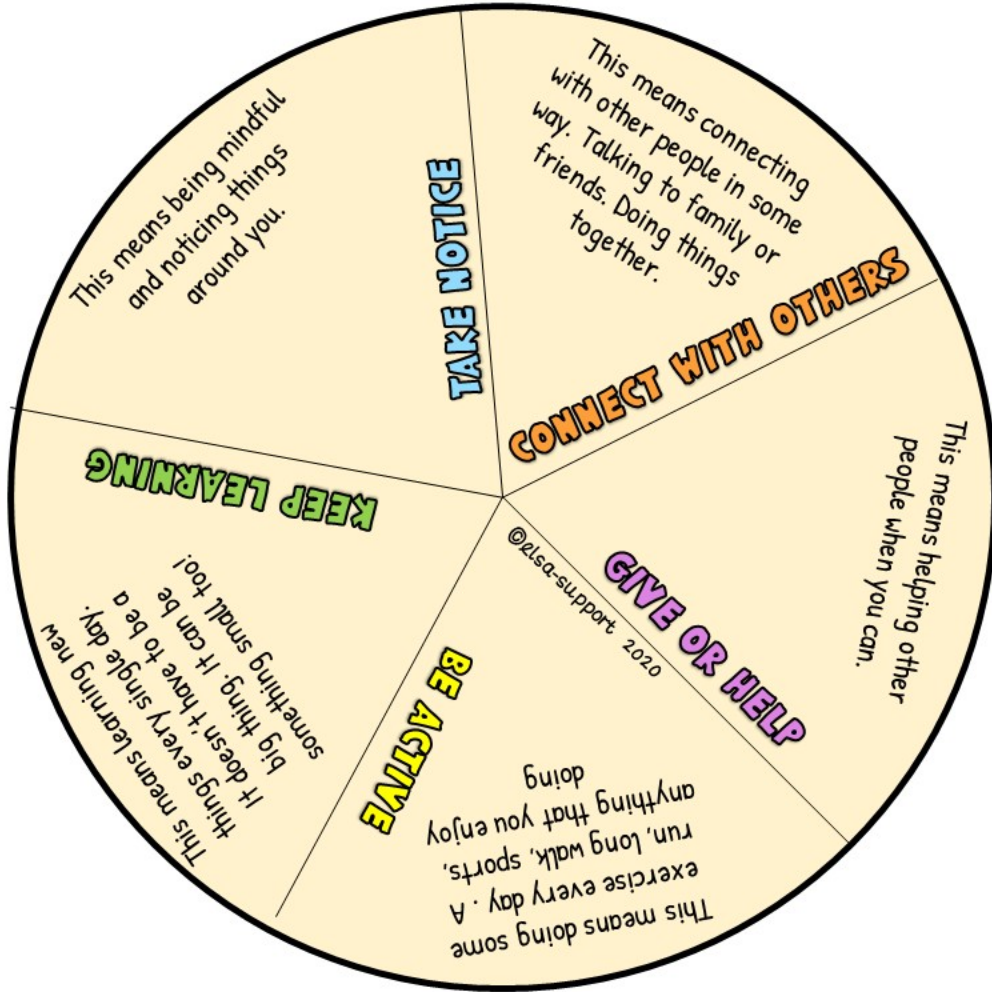 TAKE NOTICE
This means being mindful
and noticing things
around you.
CONNECT WITH OTHERS
This means connecting
with other people in some
way. Talking to family or
friends. Doing things
together.
GIVE OR HELP
This means helping other
people when you can.
©elsa-support 2020
BE ACTIVE
This means doing some
exercise every day. A
run, long walk, sports,
anything that you enjoy
doing
KEEP LEARNING
This means learning new
things every single day.
It doesn't have to be a
big thing. It can be
something small too!